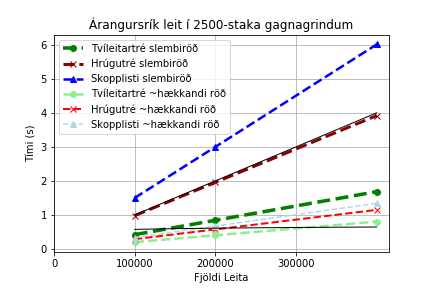 Árangursrík leit í 2500-staka gagnagrindum
Tvíleitartré slembiröð
Hrúgutré slembiröð
Skopplisti slembiröð
Tvíleitartré ~hækkandi röð
Hrúgutré ~hækkandi röð
Skopplisti ~hækkandi röð
Tími (s)
6
5
4
3
2
1
0
0 100000 200000 300000
Fjöldi Leita